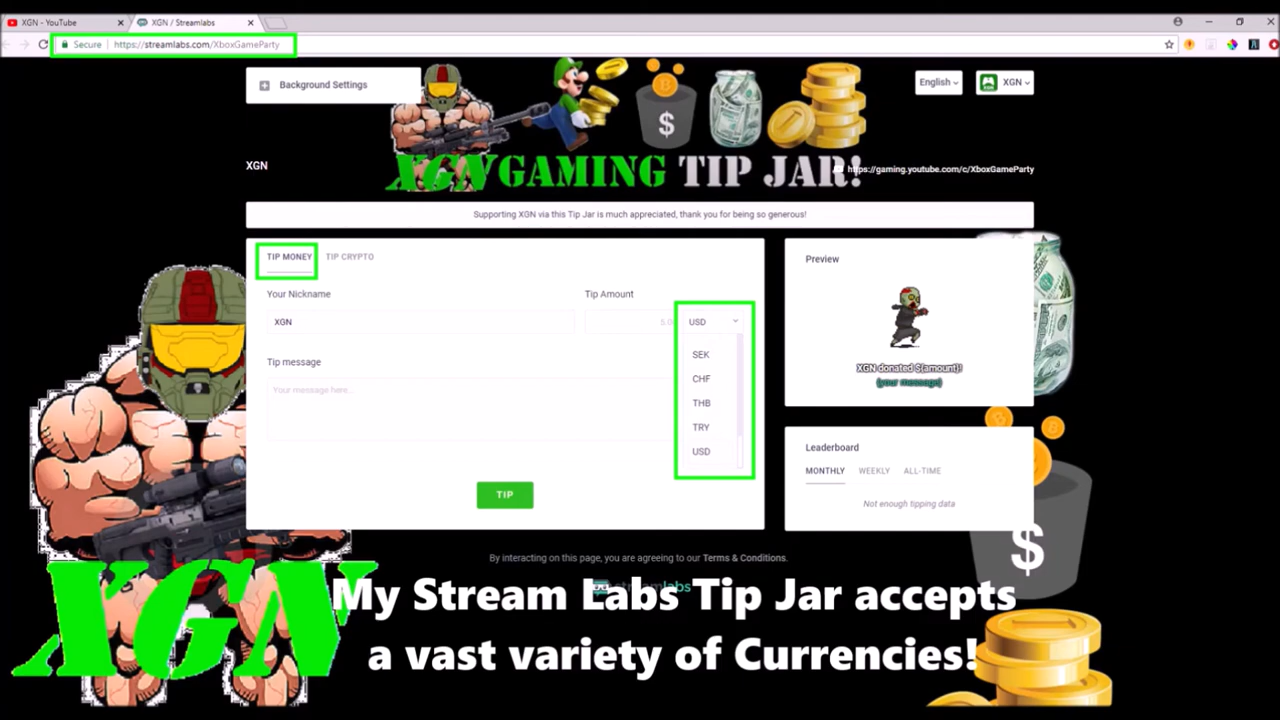 XGN - YouTube
XGN / Streamlabs
Secure
https://streamlabs.com/XboxGameParty
Background Settings
English
XGN
$
XGN
XGN GAMING TIP JAR!
https://gaming.youtube.com/c/XboxGameParty
Supporting XGN via this Tip Jar is much appreciated, thank you for being so generous!
TIP MONEY
TIP CRYPTO
Preview
Your Nickname
Tip Amount
XGN
5.0
USD
SEK
CHF
THB
TRY
USD
Tip message
Your message here...
XGN donated ${amount}!
{your message}
Leaderboard
MONTHLY
WEEKLY
ALL-TIME
Not enough tipping data
TIP
By interacting on this page, you are agreeing to our Terms & Conditions.
streamlabs
$
XGN
My Stream Labs Tip Jar accepts
a vast variety of Currencies!